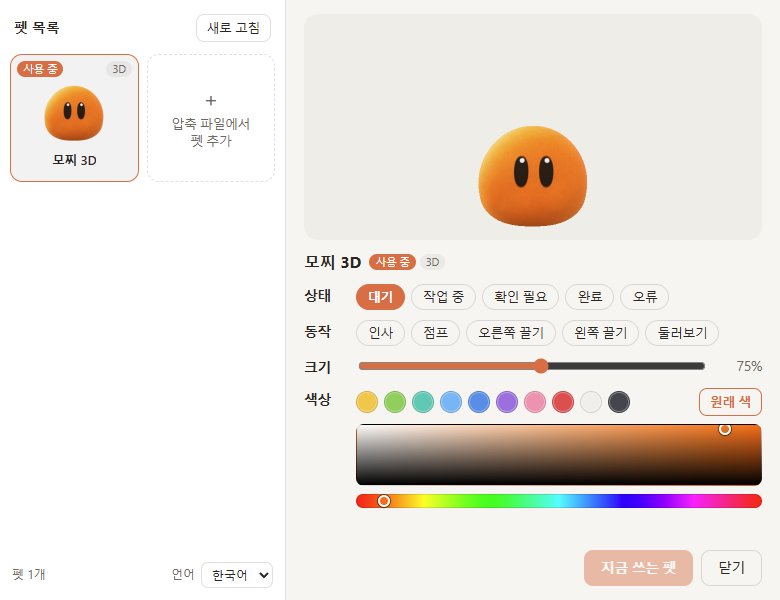 펫 목록
새로 고침
사용 중
3D
모찌 3D
+
압축 파일에서
펫 추가
펫 1개
언어
한국어
모찌 3D
사용 중
3D
상태
대기
작업 중
확인 필요
완료
오류
동작
인사
점프
오른쪽 끌기
왼쪽 끌기
둘러보기
크기
75%
색상
원래 색
지금 쓰는 펫
닫기